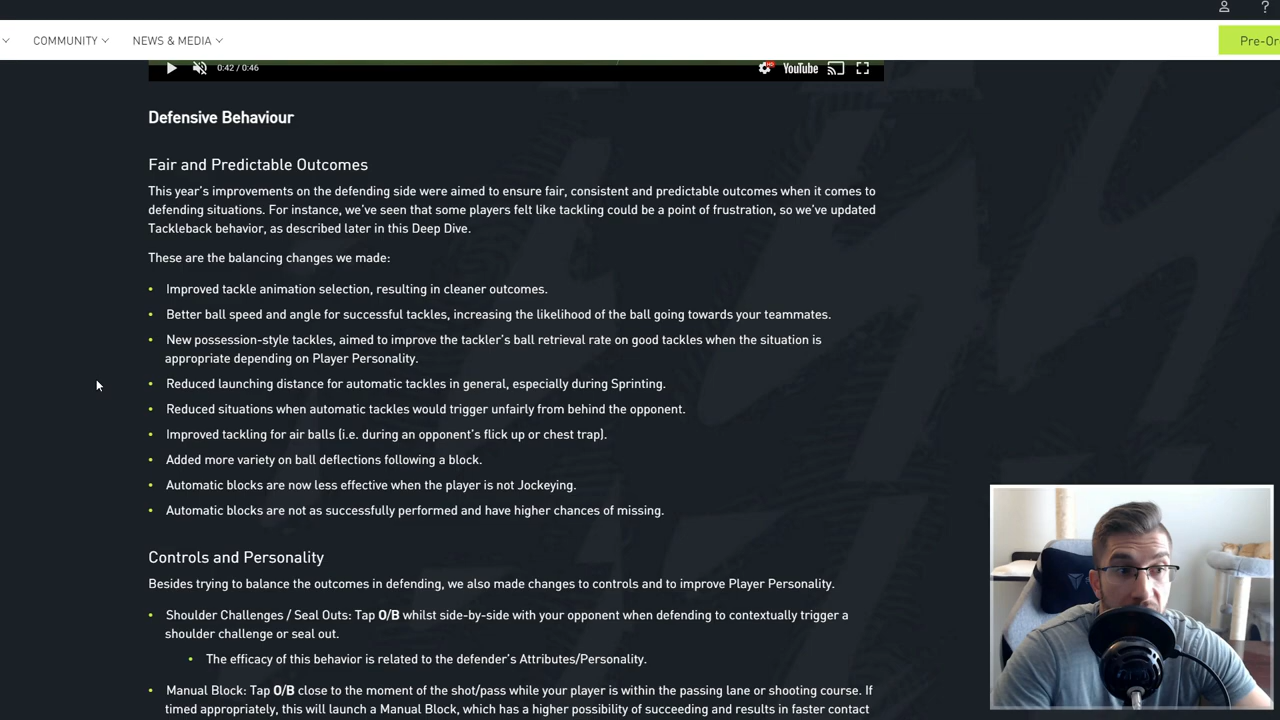 COMMUNITY NEWS & MEDIA
0:42 / 0:46 HD YouTube
Defensive Behaviour
Fair and Predictable Outcomes
This year's improvements on the defending side were aimed to ensure fair, consistent and predictable outcomes when it comes to
defending situations. For instance, we've seen that some players felt like tackling could be a point of frustration, so we've updated
Tackleback behavior, as described later in this Deep Dive.
These are the balancing changes we made:
• Improved tackle animation selection, resulting in cleaner outcomes.
• Better ball speed and angle for successful tackles, increasing the likelihood of the ball going towards your teammates.
• New possession-style tackles, aimed to improve the tackler's ball retrieval rate on good tackles when the situation is
appropriate depending on Player Personality.
• Reduced launching distance for automatic tackles in general, especially during Sprinting.
• Reduced situations when automatic tackles would trigger unfairly from behind the opponent.
• Improved tackling for air balls (i.e. during an opponent's flick up or chest trap).
• Added more variety on ball deflections following a block.
• Automatic blocks are now less effective when the player is not Jockeying.
• Automatic blocks are not as successfully performed and have higher chances of missing.
Controls and Personality
Besides trying to balance the outcomes in defending, we also made changes to controls and to improve Player Personality.
• Shoulder Challenges / Seal Outs: Tap O/B whilst side-by-side with your opponent when defending to contextually trigger a
shoulder challenge or seal out.
• The efficacy of this behavior is related to the defender's Attributes/Personality.
• Manual Block: Tap O/B close to the moment of the shot/pass while your player is within the passing lane or shooting course. If
timed appropriately, this will launch a Manual Block, which has a higher possibility of succeeding and results in faster contact
Pre-Or